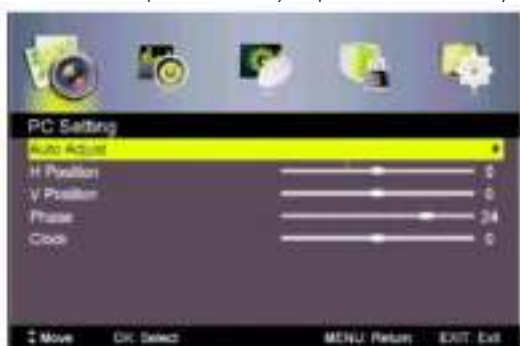 PC Setting
Auto Adjust
H Position 0
V Position 0
Phase 24
Clock 0
Move OK: Select MENU: Return EXIT: Exit